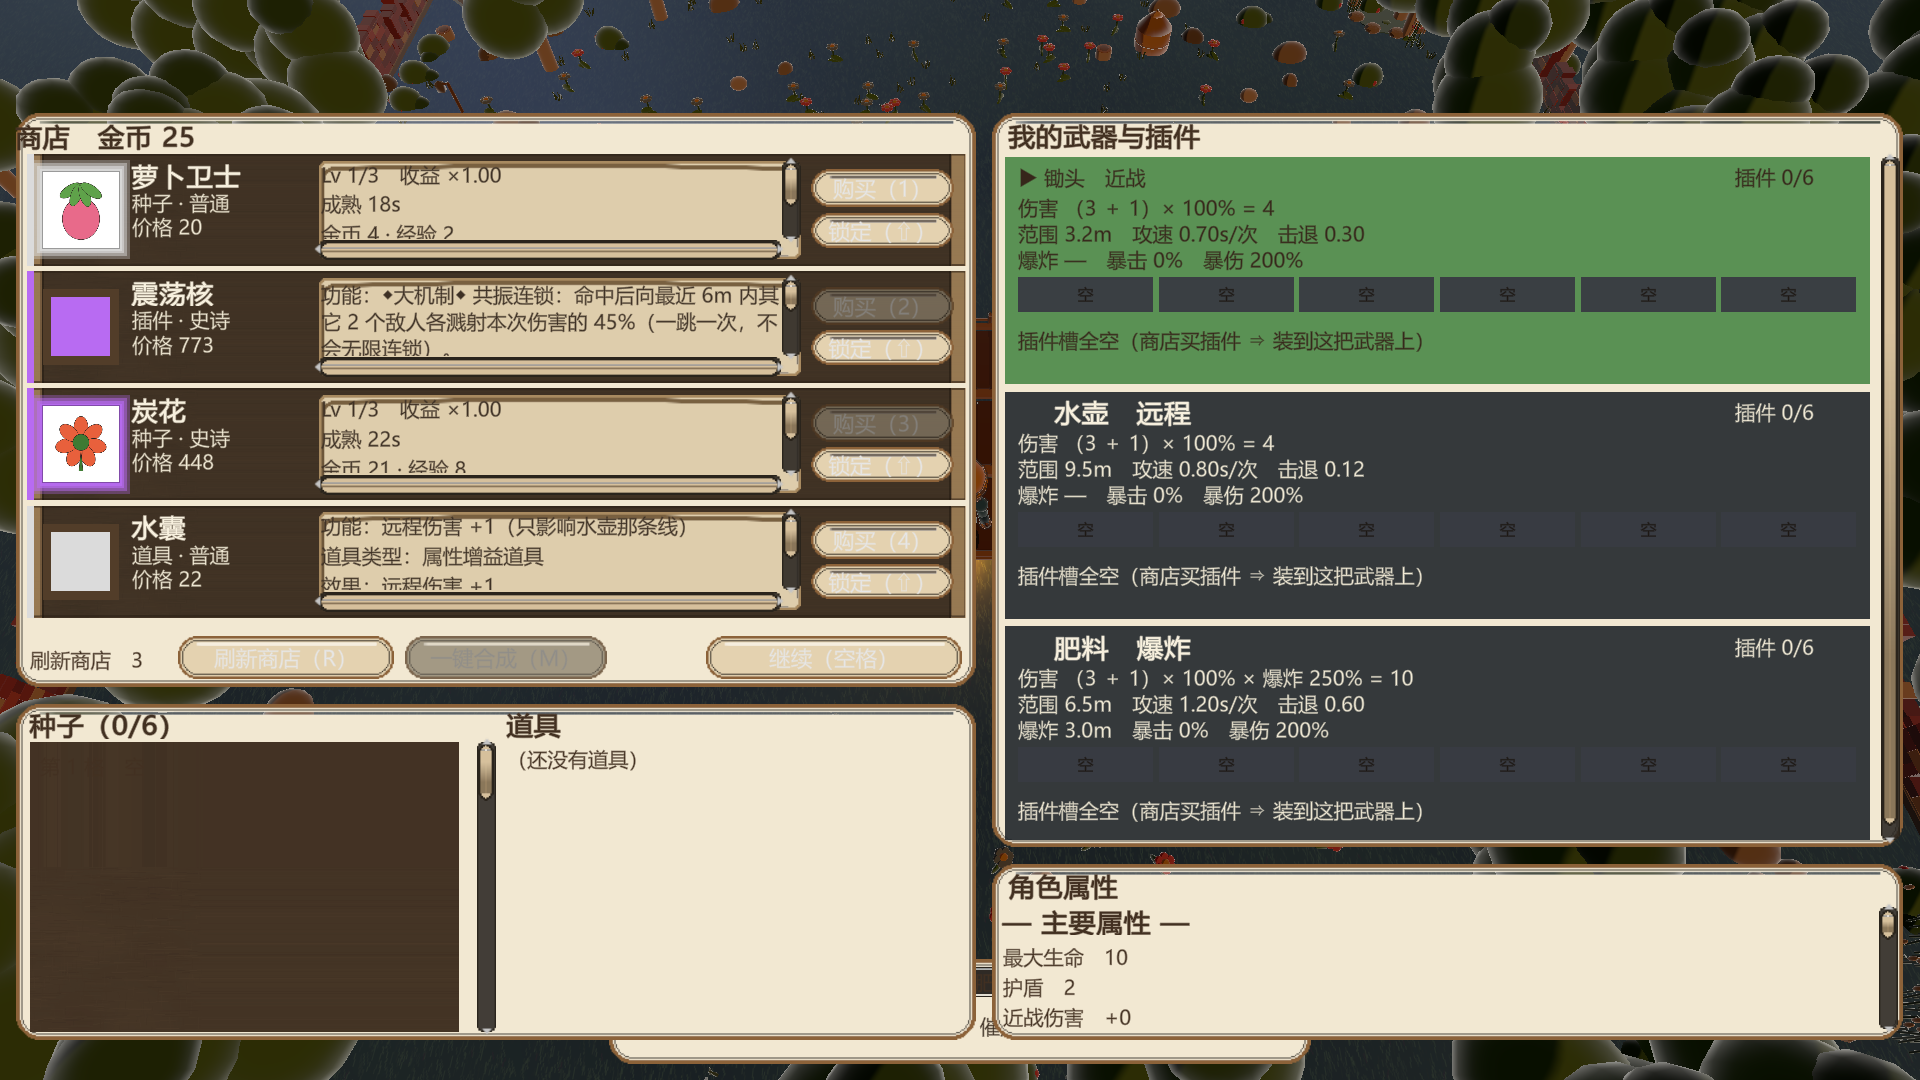 商店 金币 25
萝卜卫士
种子 · 普通
价格 20
Lv 1/3 收益 ×1.00
成熟 18s
金币 4 · 经验 2
购买（1）
锁定（⇧）
震荡核
插件 · 史诗
价格 773
功能：◆大机制◆ 共振连锁：命中后向最近 6m 内其
它 2 个敌人各溅射本次伤害的 45%（一跳一次，不
会无限连锁）。
购买（2）
锁定（⇧）
炭花
种子 · 史诗
价格 448
Lv 1/3 收益 ×1.00
成熟 22s
金币 21 · 经验 8
购买（3）
锁定（⇧）
水囊
道具 · 普通
价格 22
功能：远程伤害 +1（只影响水壶那条线）
道具类型：属性增益道具
效果：远程伤害 +1
购买（4）
锁定（⇧）
刷新商店 3
刷新商店（R）
一键合成（M）
继续（空格）
种子（0/6）
道具
（还没有道具）
我的武器与插件
▶ 锄头 近战
插件 0/6
伤害 （3 + 1）× 100% = 4
范围 3.2m 攻速 0.70s/次 击退 0.30
爆炸 — 暴击 0% 暴伤 200%
空 空 空 空 空 空
插件槽全空（商店买插件 ⇒ 装到这把武器上）
水壶 远程
插件 0/6
伤害 （3 + 1）× 100% = 4
范围 9.5m 攻速 0.80s/次 击退 0.12
爆炸 — 暴击 0% 暴伤 200%
空 空 空 空 空 空
插件槽全空（商店买插件 ⇒ 装到这把武器上）
肥料 爆炸
插件 0/6
伤害 （3 + 1）× 100% × 爆炸 250% = 10
范围 6.5m 攻速 1.20s/次 击退 0.60
爆炸 3.0m 暴击 0% 暴伤 200%
空 空 空 空 空 空
插件槽全空（商店买插件 ⇒ 装到这把武器上）
角色属性
— 主要属性 —
最大生命 10
护盾 2
近战伤害 +0
催